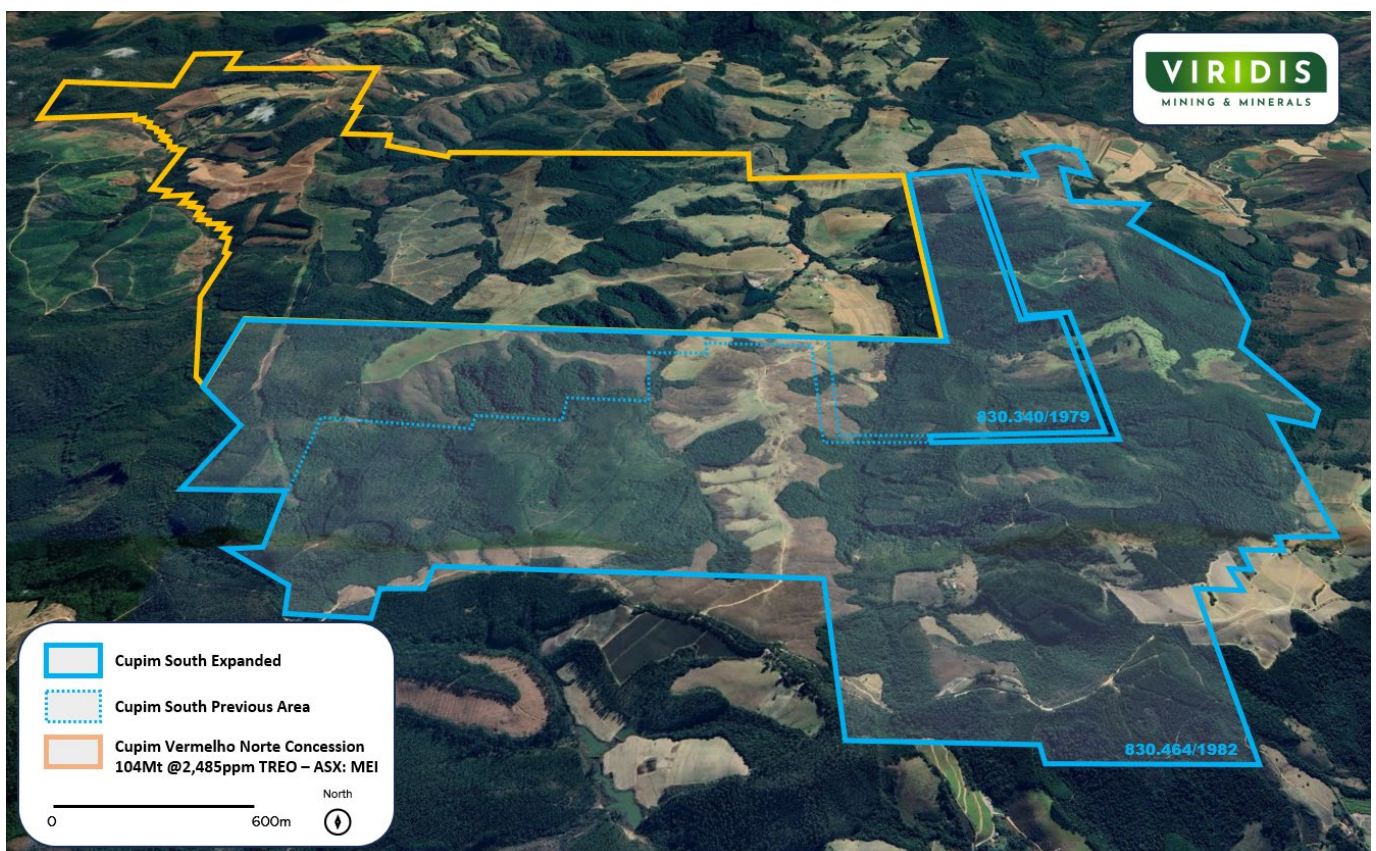 VIRIDIS
MINING & MINERALS
830.340/1979
830.464/1982
Cupim South Expanded
Cupim South Previous Area
Cupim Vermelho Norte Concession
104Mt @2,485ppm TREO – ASX: MEI
North
0 600m